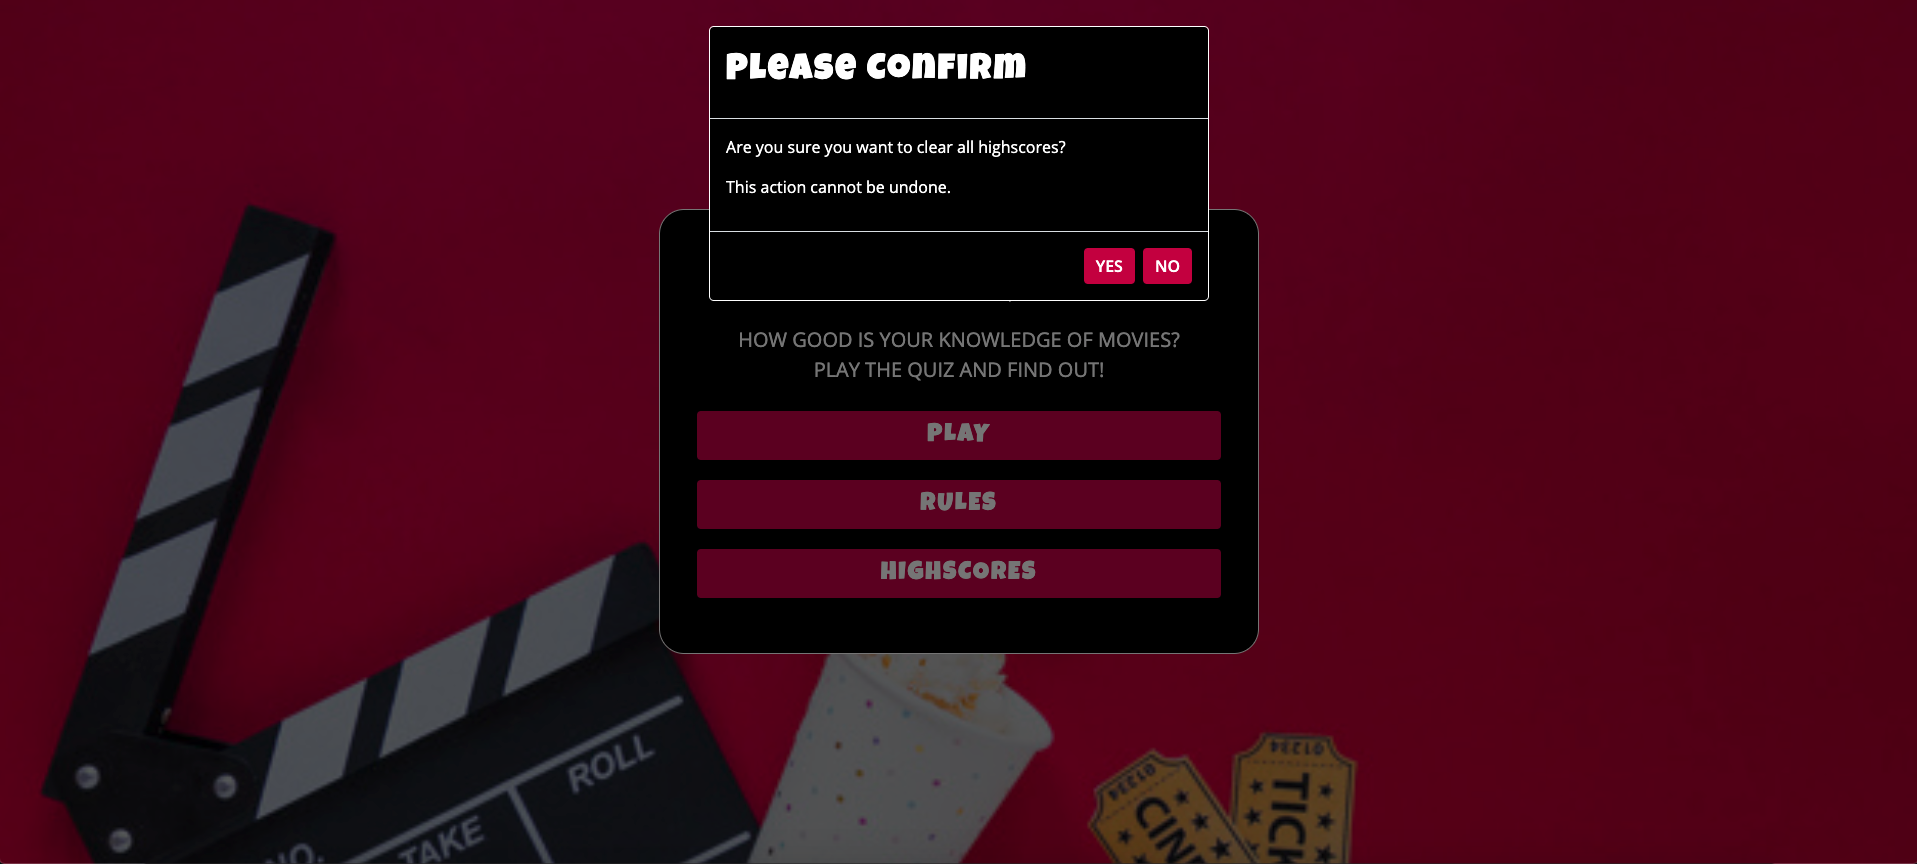 Please Confirm
Are you sure you want to clear all highscores?
This action cannot be undone.
YES NO
HOW GOOD IS YOUR KNOWLEDGE OF MOVIES?
PLAY THE QUIZ AND FIND OUT!
PLAY
RULES
HIGHSCORES
ROLL
TAKE
NO.
01234
01234
CIN
TICK